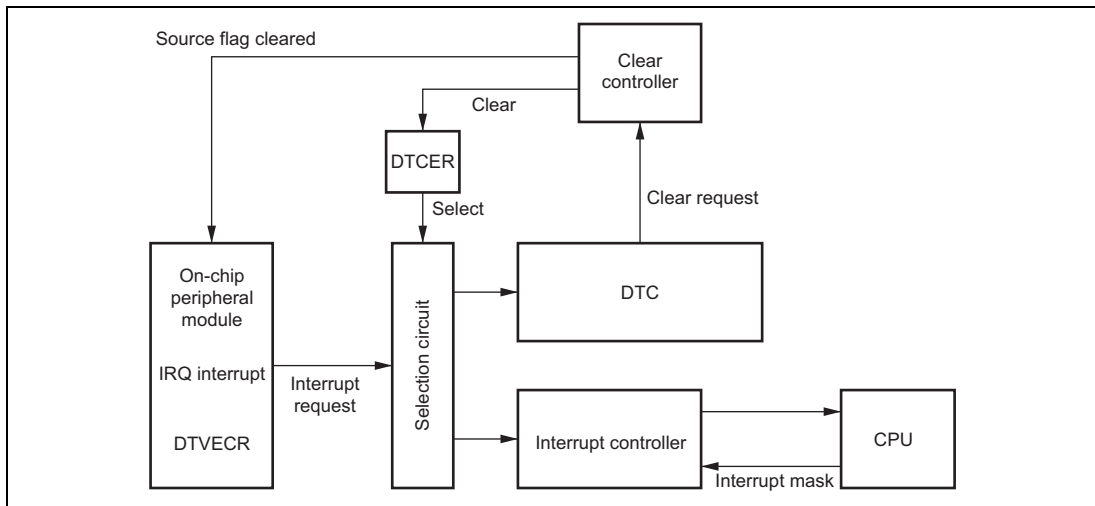 Source flag cleared
Clear
controller
Clear
DTCER
Clear request
Select
On-chip
peripheral
module
IRQ interrupt
DTVECR
Interrupt
request
Selection circuit
DTC
Interrupt controller
CPU
Interrupt mask